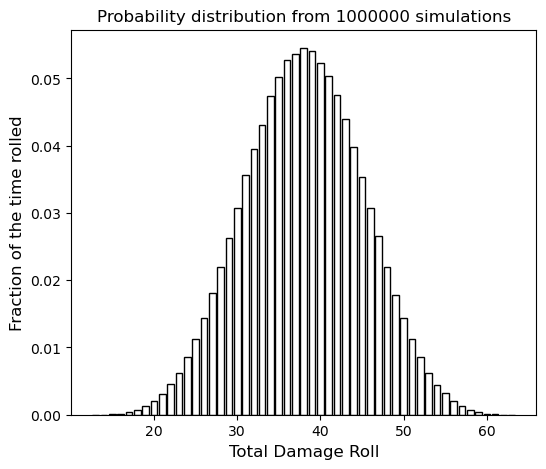 Probability distribution from 1000000 simulations
Fraction of the time rolled
0.05
0.04
0.03
0.02
0.01
0.00
20 30 40 50 60
Total Damage Roll